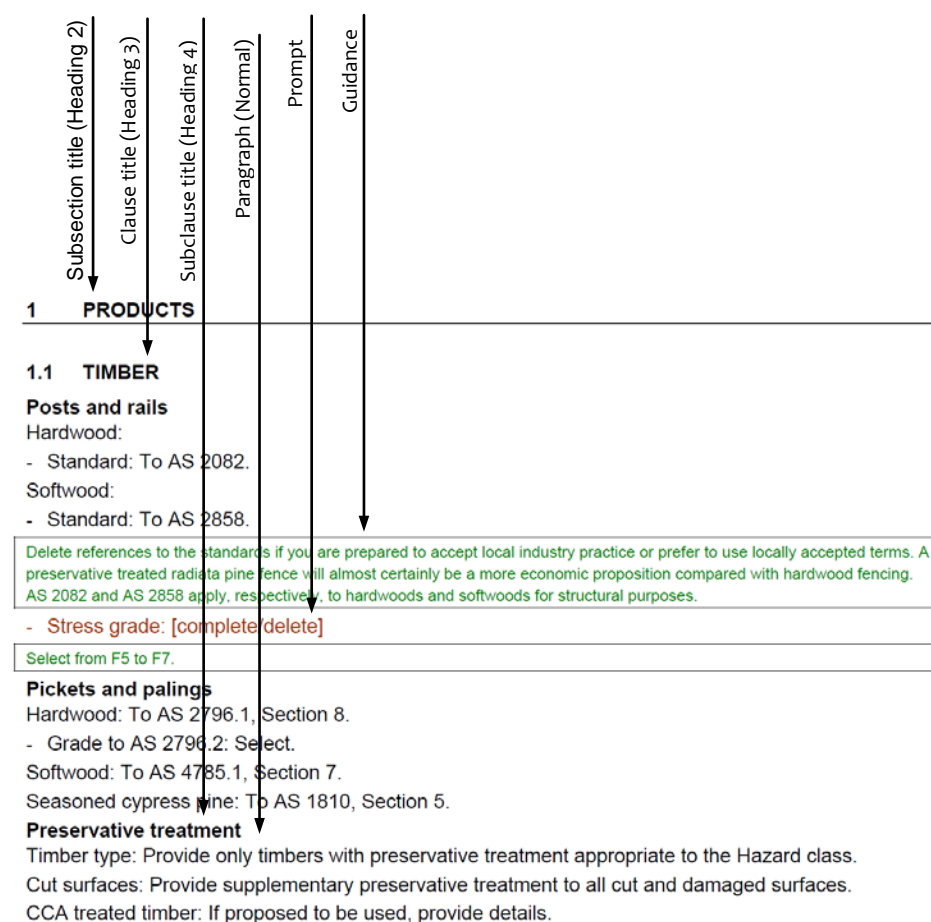 Subsection title (Heading 2)
Clause title (Heading 3)
Subclause title (Heading 4)
Paragraph (Normal)
Prompt
Guidance
1 PRODUCTS
1.1 TIMBER
Posts and rails
Hardwood:
- Standard: To AS 2082.
Softwood:
- Standard: To AS 2858.
Delete references to the standards if you are prepared to accept local industry practice or prefer to use locally accepted terms. A
preservative treated radiata pine fence will almost certainly be a more economic proposition compared with hardwood fencing.
AS 2082 and AS 2858 apply, respectively, to hardwoods and softwoods for structural purposes.
- Stress grade: [complete/delete]
Select from F5 to F7.
Pickets and palings
Hardwood: To AS 2796.1, Section 8.
- Grade to AS 2796.2: Select.
Softwood: To AS 4785.1, Section 7.
Seasoned cypress pine: To AS 1810, Section 5.
Preservative treatment
Timber type: Provide only timbers with preservative treatment appropriate to the Hazard class.
Cut surfaces: Provide supplementary preservative treatment to all cut and damaged surfaces.
CCA treated timber: If proposed to be used, provide details.